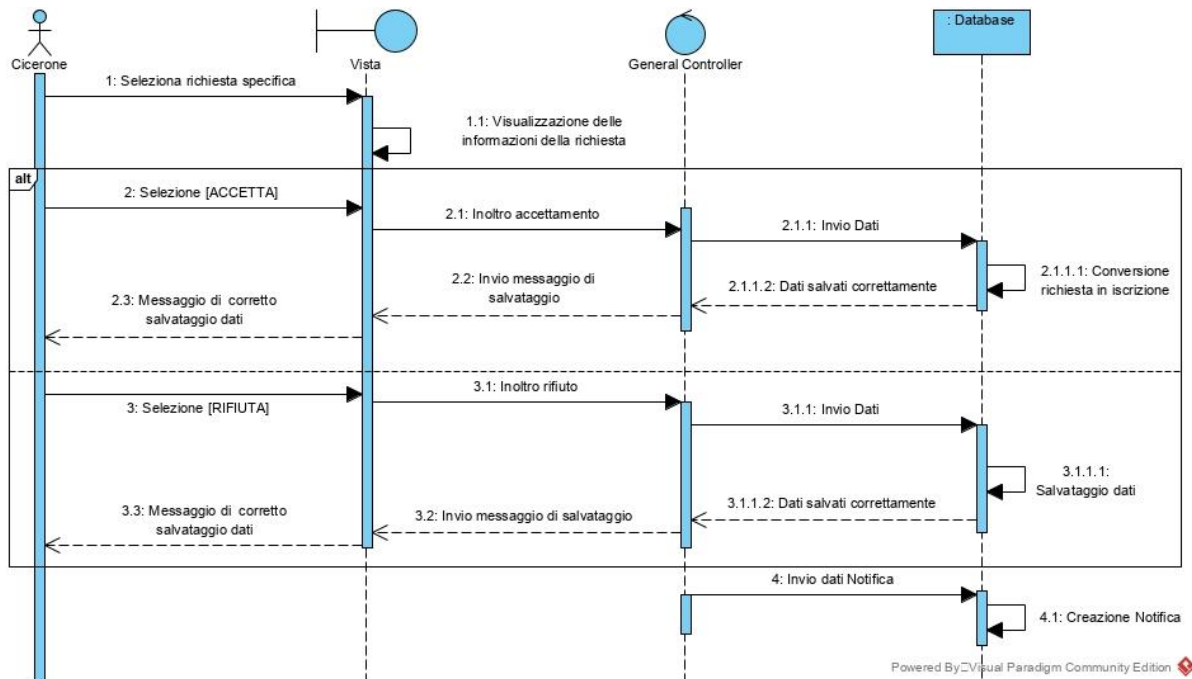 : Database
Cicerone
Vista
General Controller
1: Seleziona richiesta specifica
1.1: Visualizzazione delle
informazioni della richiesta
alt
2: Selezione [ACCETTA]
2.1: Inoltro accettamento
2.1.1: Invio Dati
2.1.1.1: Conversione
richiesta in iscrizione
2.1.1.2: Dati salvati correttamente
2.2: Invio messaggio di
salvataggio
2.3: Messaggio di corretto
salvataggio dati
3: Selezione [RIFIUTA]
3.1: Inoltro rifiuto
3.1.1: Invio Dati
3.1.1.1:
Salvataggio dati
3.1.1.2: Dati salvati correttamente
3.2: Invio messaggio di salvataggio
3.3: Messaggio di corretto
salvataggio dati
4: Invio dati Notifica
4.1: Creazione Notifica
Powered By Visual Paradigm Community Edition